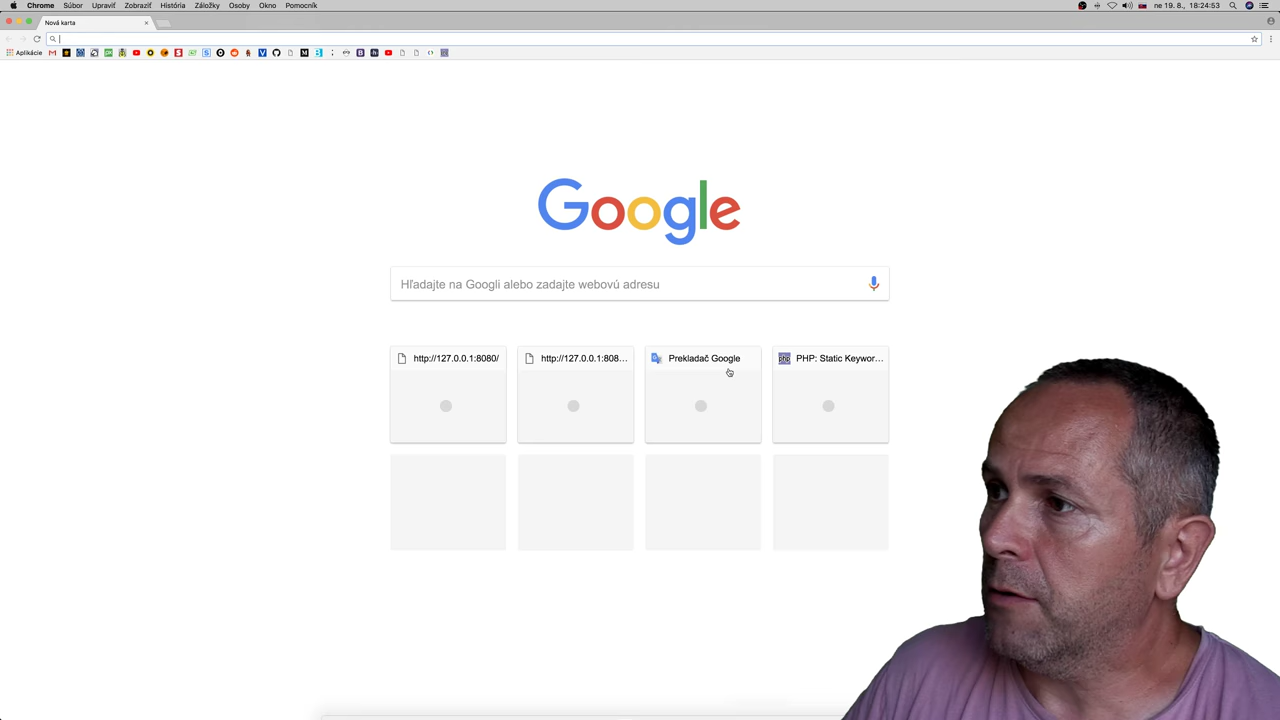 Chrome Súbor Upraviť Zobraziť História Záložky Osoby Okno Pomocník ne 19. 8., 18:24:53
Nová karta
Aplikácie
Google
Hľadajte na Googli alebo zadajte webovú adresu
http://127.0.0.1:8080/ http://127.0.0.1:808... Prekladač Google php PHP: Static Keywor...